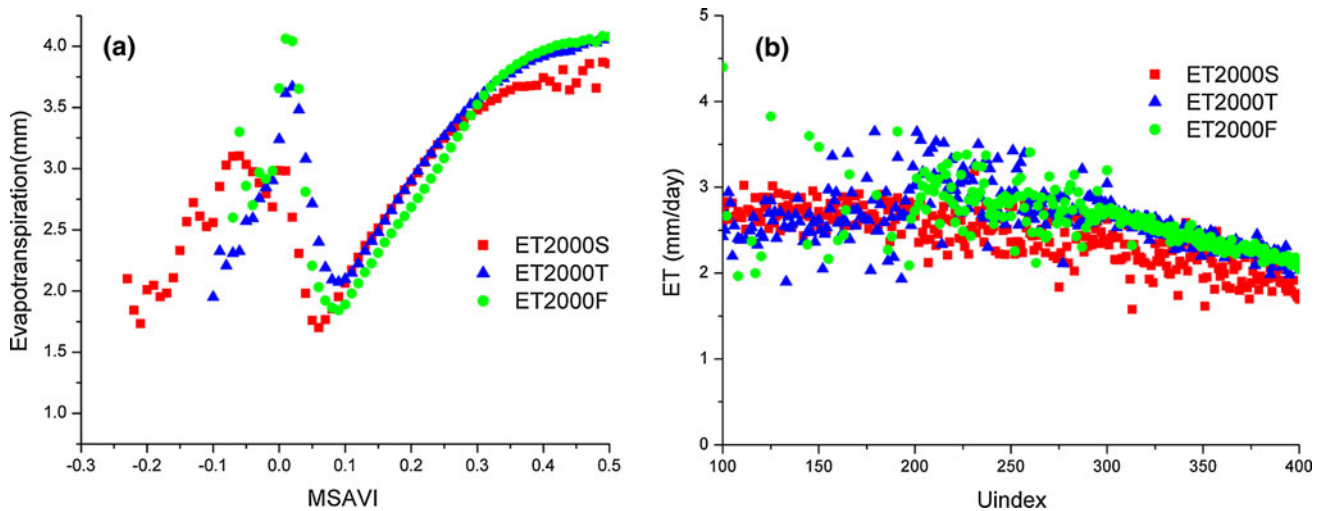 (a)
Evapotranspiration(mm)
4.0
3.5
3.0
2.5
2.0
1.5
1.0
ET2000S
ET2000T
ET2000F
-0.3 -0.2 -0.1 0.0 0.1 0.2 0.3 0.4 0.5
MSAVI
(b)
ET (mm/day)
5
4
3
2
1
0
ET2000S
ET2000T
ET2000F
100 150 200 250 300 350 400
Uindex